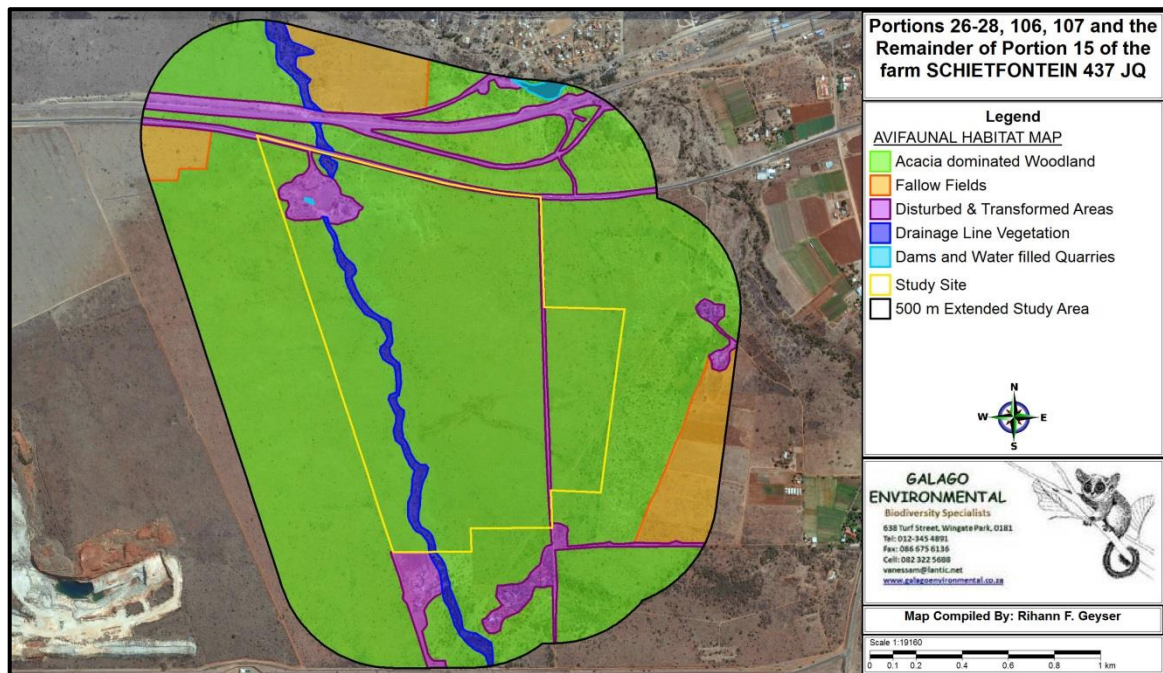 Portions 26-28, 106, 107 and the
Remainder of Portion 15 of the
farm SCHIETFONTEIN 437 JQ
Legend
AVIFAUNAL HABITAT MAP
Acacia dominated Woodland
Fallow Fields
Disturbed & Transformed Areas
Drainage Line Vegetation
Dams and Water filled Quarries
Study Site
500 m Extended Study Area
N
W E
S
GALAGO
ENVIRONMENTAL
Biodiversity Specialists
638 Turf Street, Wingate Park, 0181
Tel: 012-345 4891
Fax: 086 675 6136
Cell: 082 322 5688
vanessam@lantic.net
www.galagoenvironmental.co.za
Map Compiled By: Rihann F. Geyser
Scale 1:19160
0 0.1 0.2 0.4 0.6 0.8 1 km